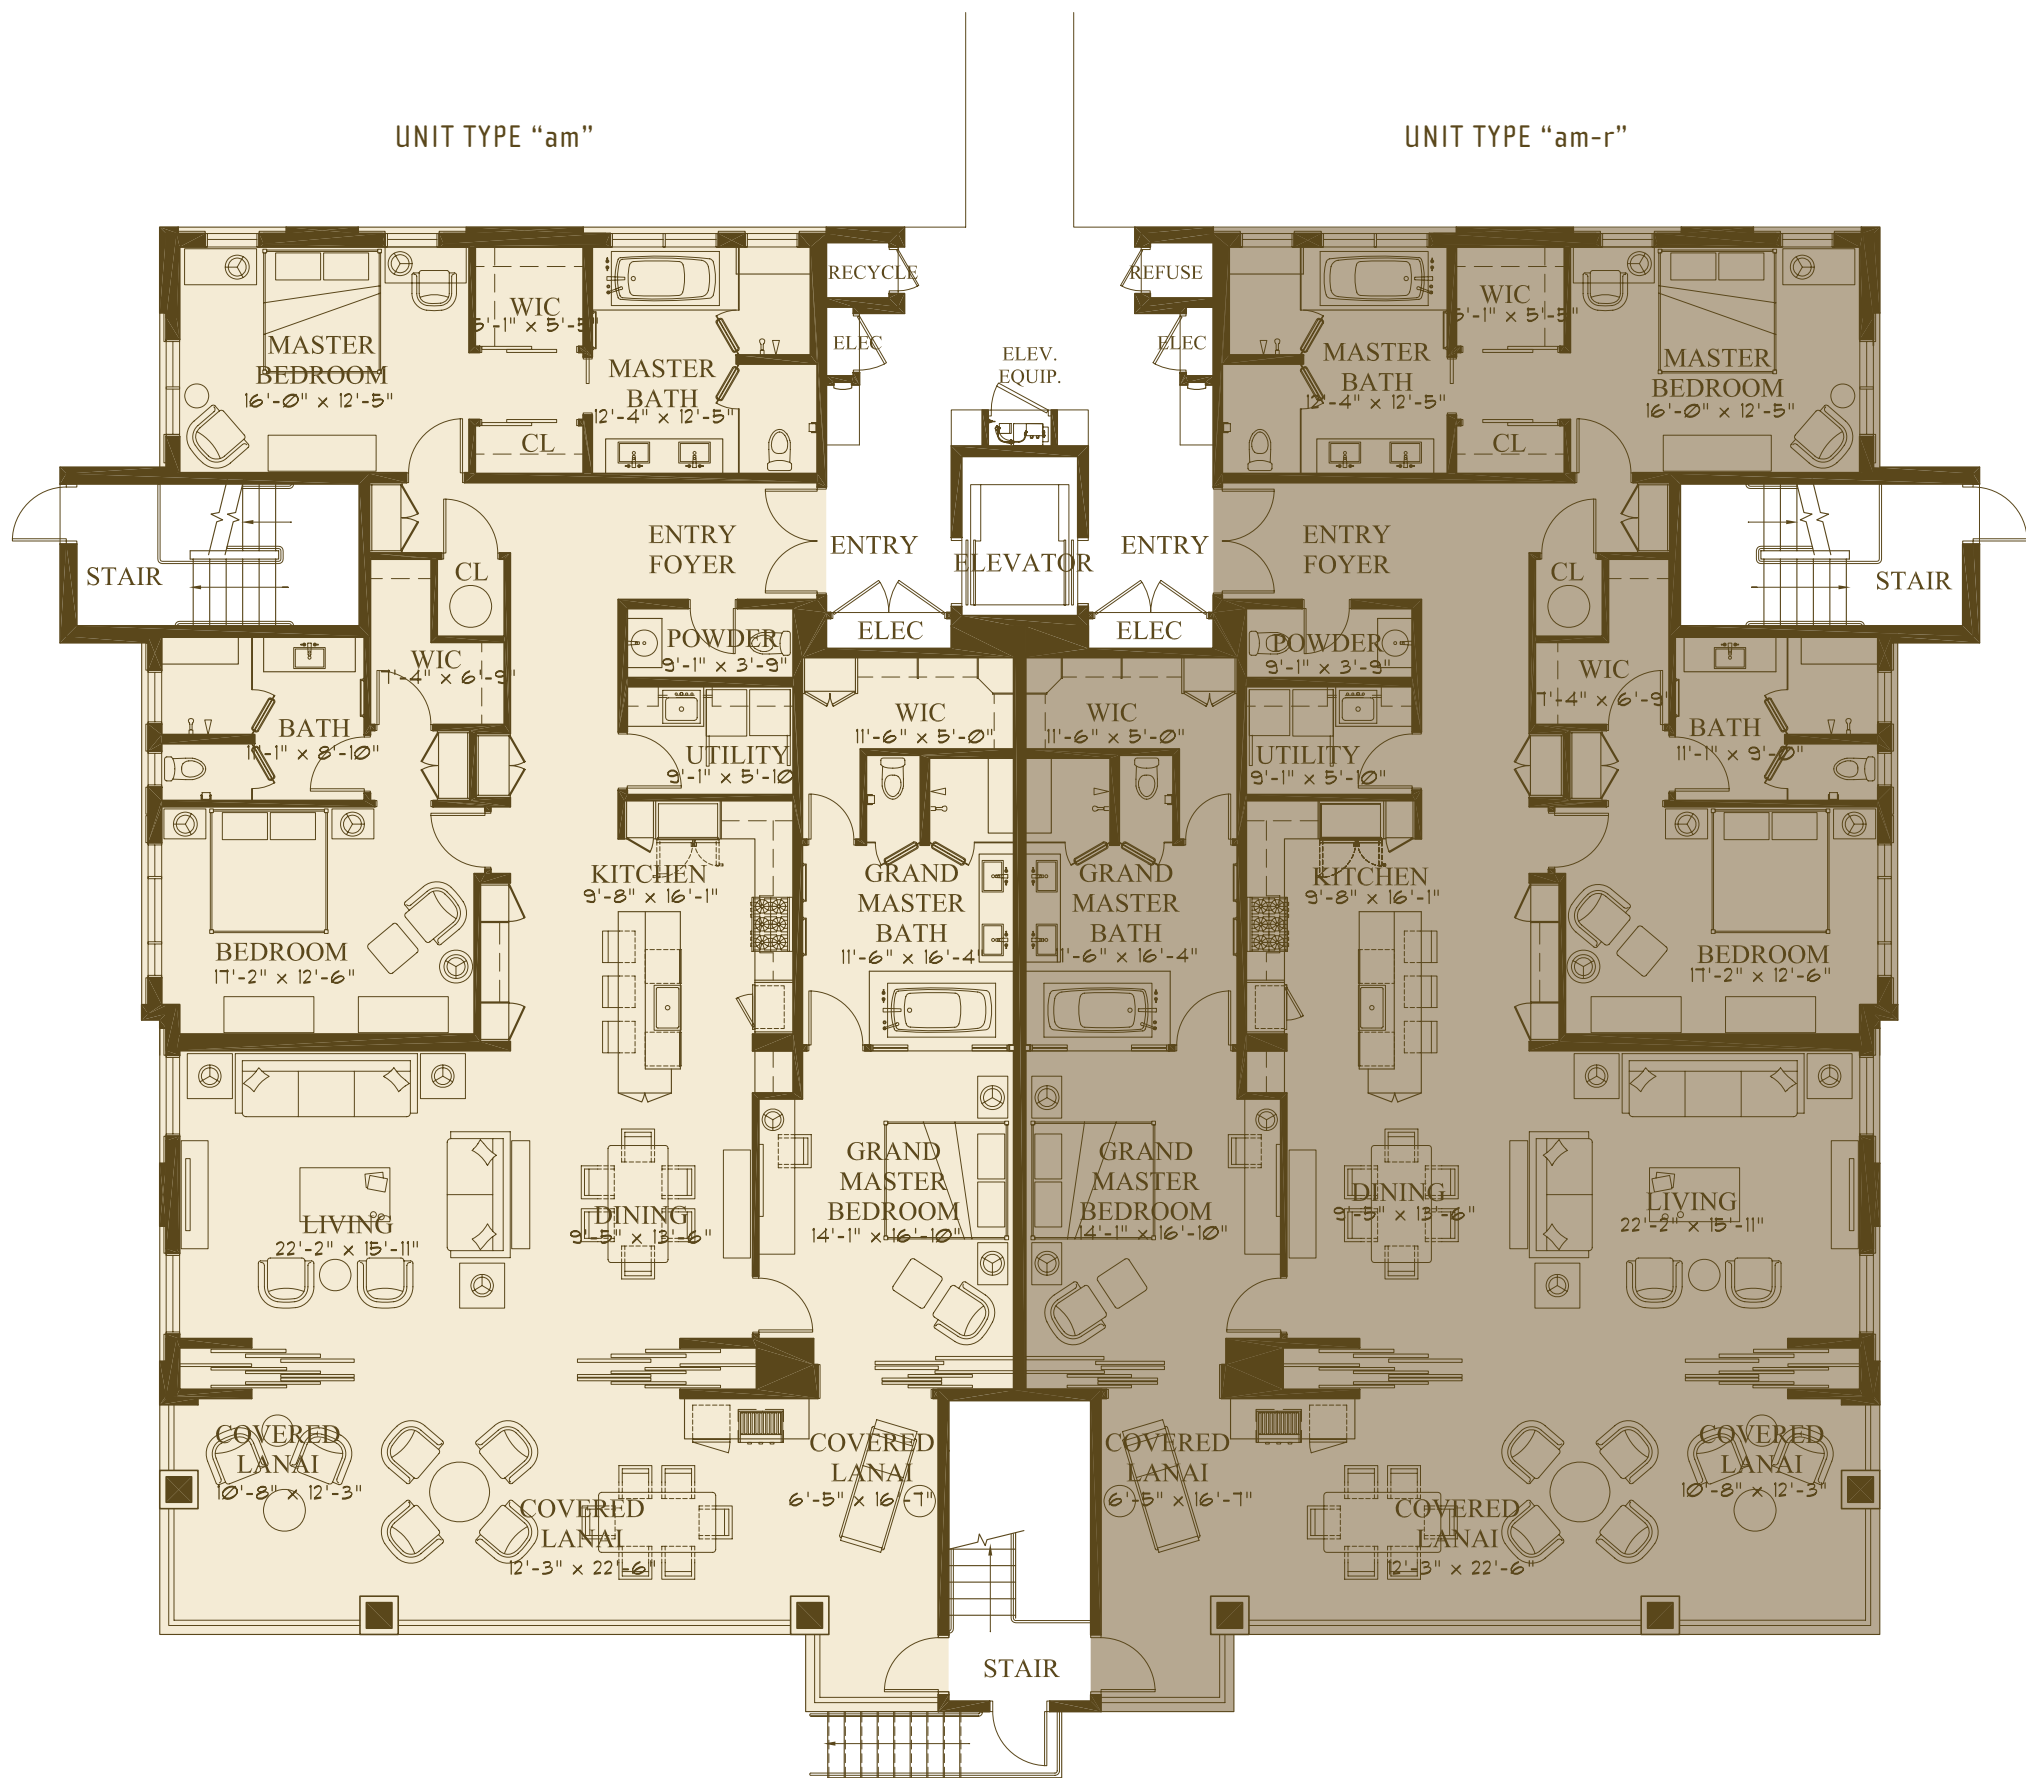 UNIT TYPE “am”
UNIT TYPE “am-r”
RECYCLE
REFUSE
ELEC
ELEC
ELEV.
EQUIP.
WIC
5'-1" x 5'-5"
WIC
5'-1" x 5'-5"
MASTER
BEDROOM
16'-0" x 12'-5"
MASTER
BATH
12'-4" x 12'-5"
CL
MASTER
BATH
12'-4" x 12'-5"
CL
MASTER
BEDROOM
16'-0" x 12'-5"
STAIR
CL
ENTRY
FOYER
ENTRY
ELEVATOR
ENTRY
ENTRY
FOYER
CL
STAIR
ELEC
ELEC
POWDER
9'-1" x 3'-9"
POWDER
9'-1" x 3'-9"
WIC
7'-4" x 6'-9"
WIC
7'-4" x 6'-9"
BATH
11'-1" x 8'-10"
UTILITY
9'-1" x 5'-10
WIC
11'-6" x 5'-0"
WIC
11'-6" x 5'-0"
UTILITY
9'-1" x 5'-10"
BATH
11'-1" x 9'-0"
KITCHEN
9'-8" x 16'-1"
GRAND
MASTER
BATH
11'-6" x 16'-4"
GRAND
MASTER
BATH
1'-6" x 16'-4"
KITCHEN
9'-8" x 16'-1"
BEDROOM
17'-2" x 12'-6"
BEDROOM
17'-2" x 12'-6"
LIVING
22'-2" x 15'-11"
DINING
9'-5" x 13'-6"
GRAND
MASTER
BEDROOM
14'-1" x 16'-10"
GRAND
MASTER
BEDROOM
14'-1" x 16'-10"
DINING
9'-5" x 13'-6"
LIVING
22'-2" x 15'-11"
COVERED
LANAI
10'-8" x 12'-3"
COVERED
LANAI
12'-3" x 22'-6"
COVERED
LANAI
6'-5" x 16'-7"
COVERED
LANAI
6'-5" x 16'-7"
COVERED
LANAI
12'-3" x 22'-6"
COVERED
LANAI
10'-8" x 12'-3"
STAIR